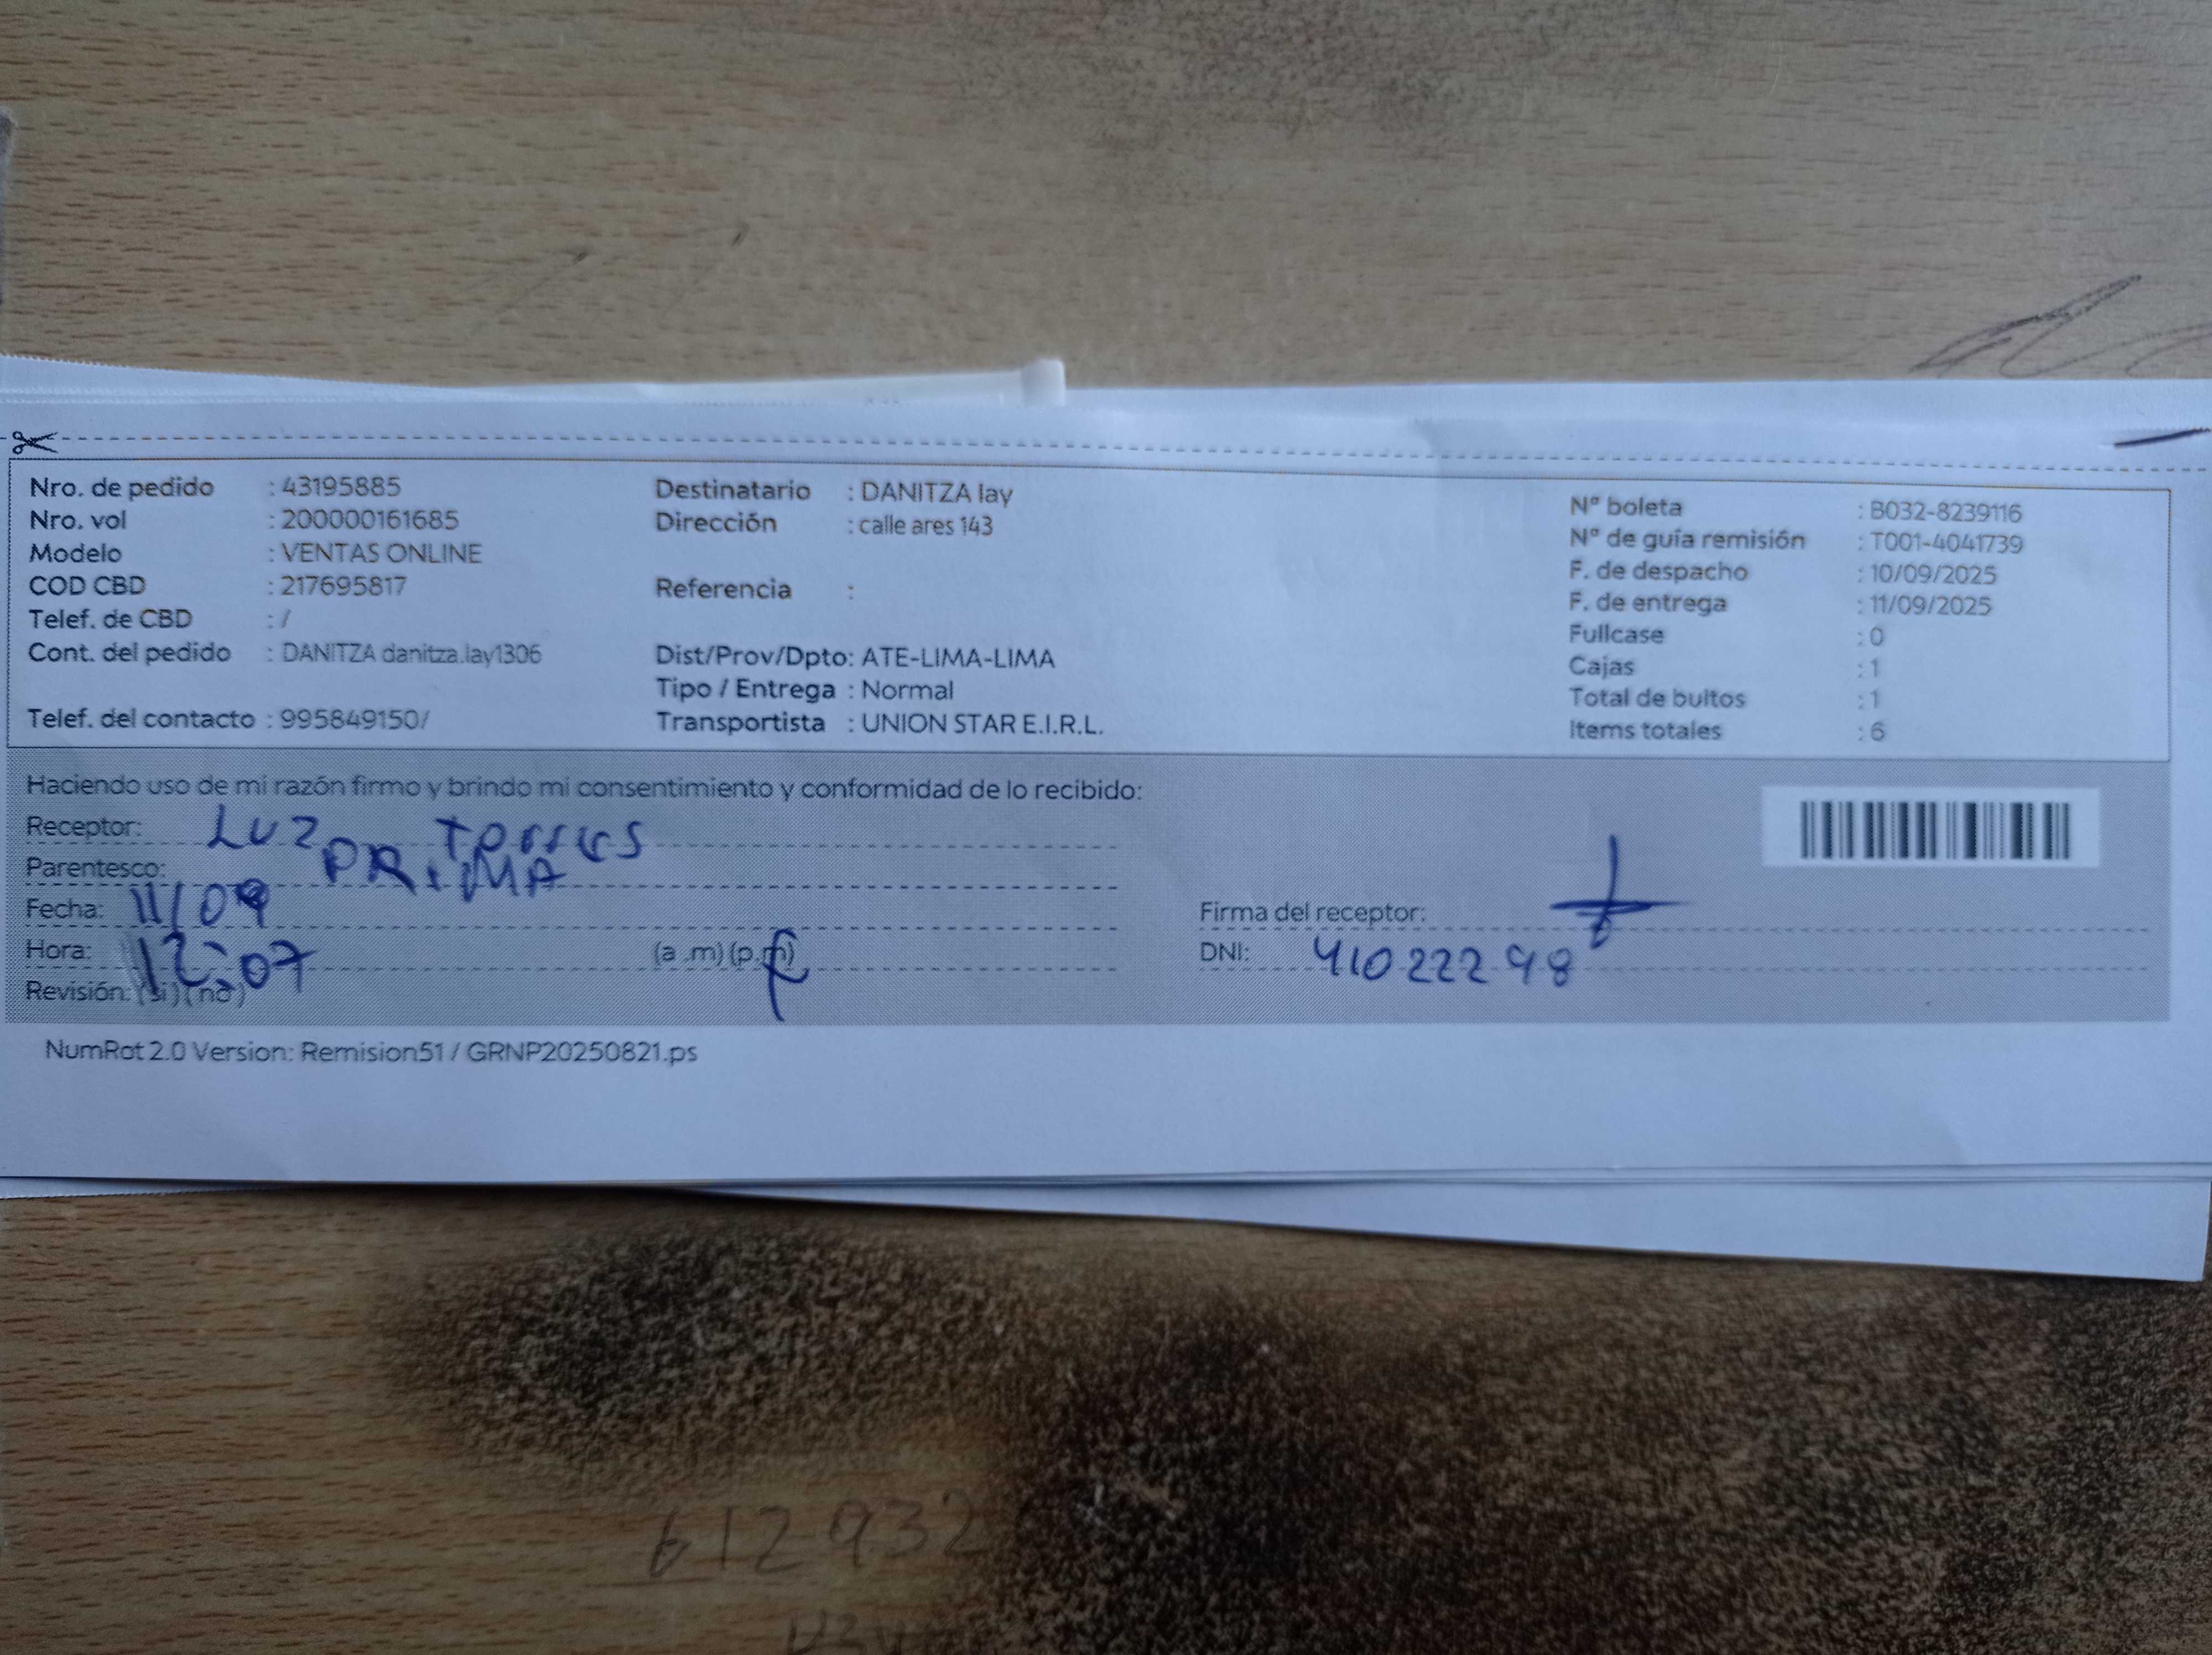 Nro. de pedido : 43195885
Nro. vol : 200000161685
Modelo : VENTAS ONLINE
COD CBD : 217695817
Telef. de CBD : /
Cont. del pedido : DANITZA danitza.lay1306
Telef. del contacto : 995849150/
Destinatario : DANITZA lay
Dirección : calle ares 143
Referencia :
Dist/Prov/Dpto: ATE-LIMA-LIMA
Tipo / Entrega : Normal
Transportista : UNION STAR E.I.R.L.
Nº boleta : B032-8239116
Nº de guía remisión : T001-4041739
F. de despacho : 10/09/2025
F. de entrega : 11/09/2025
Fullcase : 0
Cajas : 1
Total de bultos : 1
Items totales : 6
Haciendo uso de mi razón firmo y brindo mi consentimiento y conformidad de lo recibido:
Receptor: Luz Torres
Parentesco: PRIMA
Fecha: 11/09
Hora: 12:07 (a .m) (p.m)
Revisión: (si) (no)
Firma del receptor:
DNI: 41022298
NumRot 2.0 Version: Remision51 / GRNP20250821.ps
612932